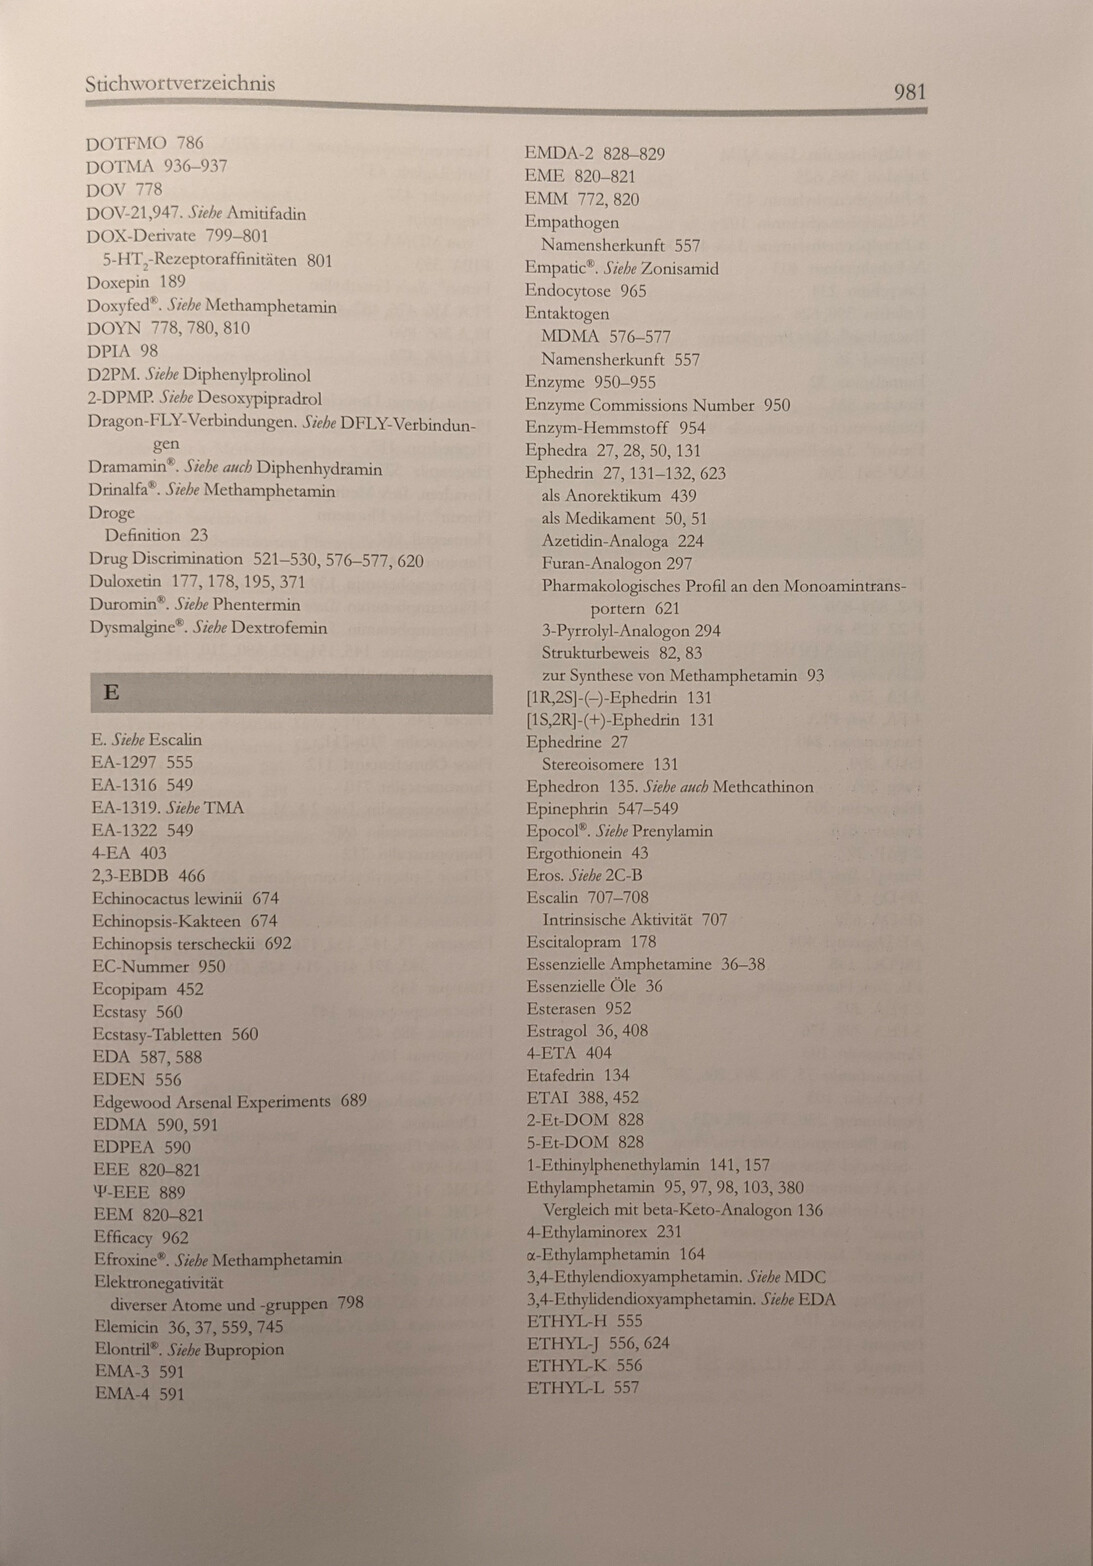 Stichwortverzeichnis
981
DOTFMO 786
DOTMA 936–937
DOV 778
DOV-21,947. Siehe Amitifadin
DOX-Derivate 799–801
5-HT₂-Rezeptoraffinitäten 801
Doxepin 189
Doxyfed®. Siehe Methamphetamin
DOYN 778, 780, 810
DPIA 98
D2PM. Siehe Diphenylprolinol
2-DPMP. Siehe Desoxypipradrol
Dragon-FLY-Verbindungen. Siehe DFLY-Verbindun-
gen
Dramamin®. Siehe auch Diphenhydramin
Drinalfa®. Siehe Methamphetamin
Droge
Definition 23
Drug Discrimination 521–530, 576–577, 620
Duloxetin 177, 178, 195, 371
Duromin®. Siehe Phentermin
Dysmalgine®. Siehe Dextrofemin
E
E. Siehe Escalin
EA-1297 555
EA-1316 549
EA-1319. Siehe TMA
EA-1322 549
4-EA 403
2,3-EBDB 466
Echinocactus lewinii 674
Echinopsis-Kakteen 674
Echinopsis terscheckii 692
EC-Nummer 950
Ecopipam 452
Ecstasy 560
Ecstasy-Tabletten 560
EDA 587, 588
EDEN 556
Edgewood Arsenal Experiments 689
EDMA 590, 591
EDPEA 590
EEE 820–821
Ψ-EEE 889
EEM 820–821
Efficacy 962
Efroxine®. Siehe Methamphetamin
Elektronegativität
diverser Atome und -gruppen 798
Elemicin 36, 37, 559, 745
Elontril®. Siehe Bupropion
EMA-3 591
EMA-4 591
EMDA-2 828–829
EME 820–821
EMM 772, 820
Empathogen
Namensherkunft 557
Empatic®. Siehe Zonisamid
Endocytose 965
Entaktogen
MDMA 576–577
Namensherkunft 557
Enzyme 950–955
Enzyme Commissions Number 950
Enzym-Hemmstoff 954
Ephedra 27, 28, 50, 131
Ephedrin 27, 131–132, 623
als Anorektikum 439
als Medikament 50, 51
Azetidin-Analoga 224
Furan-Analogon 297
Pharmakologisches Profil an den Monoamintrans-
portern 621
3-Pyrrolyl-Analogon 294
Strukturbeweis 82, 83
zur Synthese von Methamphetamin 93
[1R,2S]-(–)-Ephedrin 131
[1S,2R]-(+)-Ephedrin 131
Ephedrine 27
Stereoisomere 131
Ephedron 135. Siehe auch Methcathinon
Epinephrin 547–549
Epocol®. Siehe Prenylamin
Ergothionein 43
Eros. Siehe 2C-B
Escalin 707–708
Intrinsische Aktivität 707
Escitalopram 178
Essenzielle Amphetamine 36–38
Essenzielle Öle 36
Esterasen 952
Estragol 36, 408
4-ETA 404
Etafedrin 134
ETAI 388, 452
2-Et-DOM 828
5-Et-DOM 828
1-Ethinylphenethylamin 141, 157
Ethylamphetamin 95, 97, 98, 103, 380
Vergleich mit beta-Keto-Analogon 136
4-Ethylaminorex 231
α-Ethylamphetamin 164
3,4-Ethylendioxyamphetamin. Siehe MDC
3,4-Ethylidendioxyamphetamin. Siehe EDA
ETHYL-H 555
ETHYL-J 556, 624
ETHYL-K 556
ETHYL-L 557